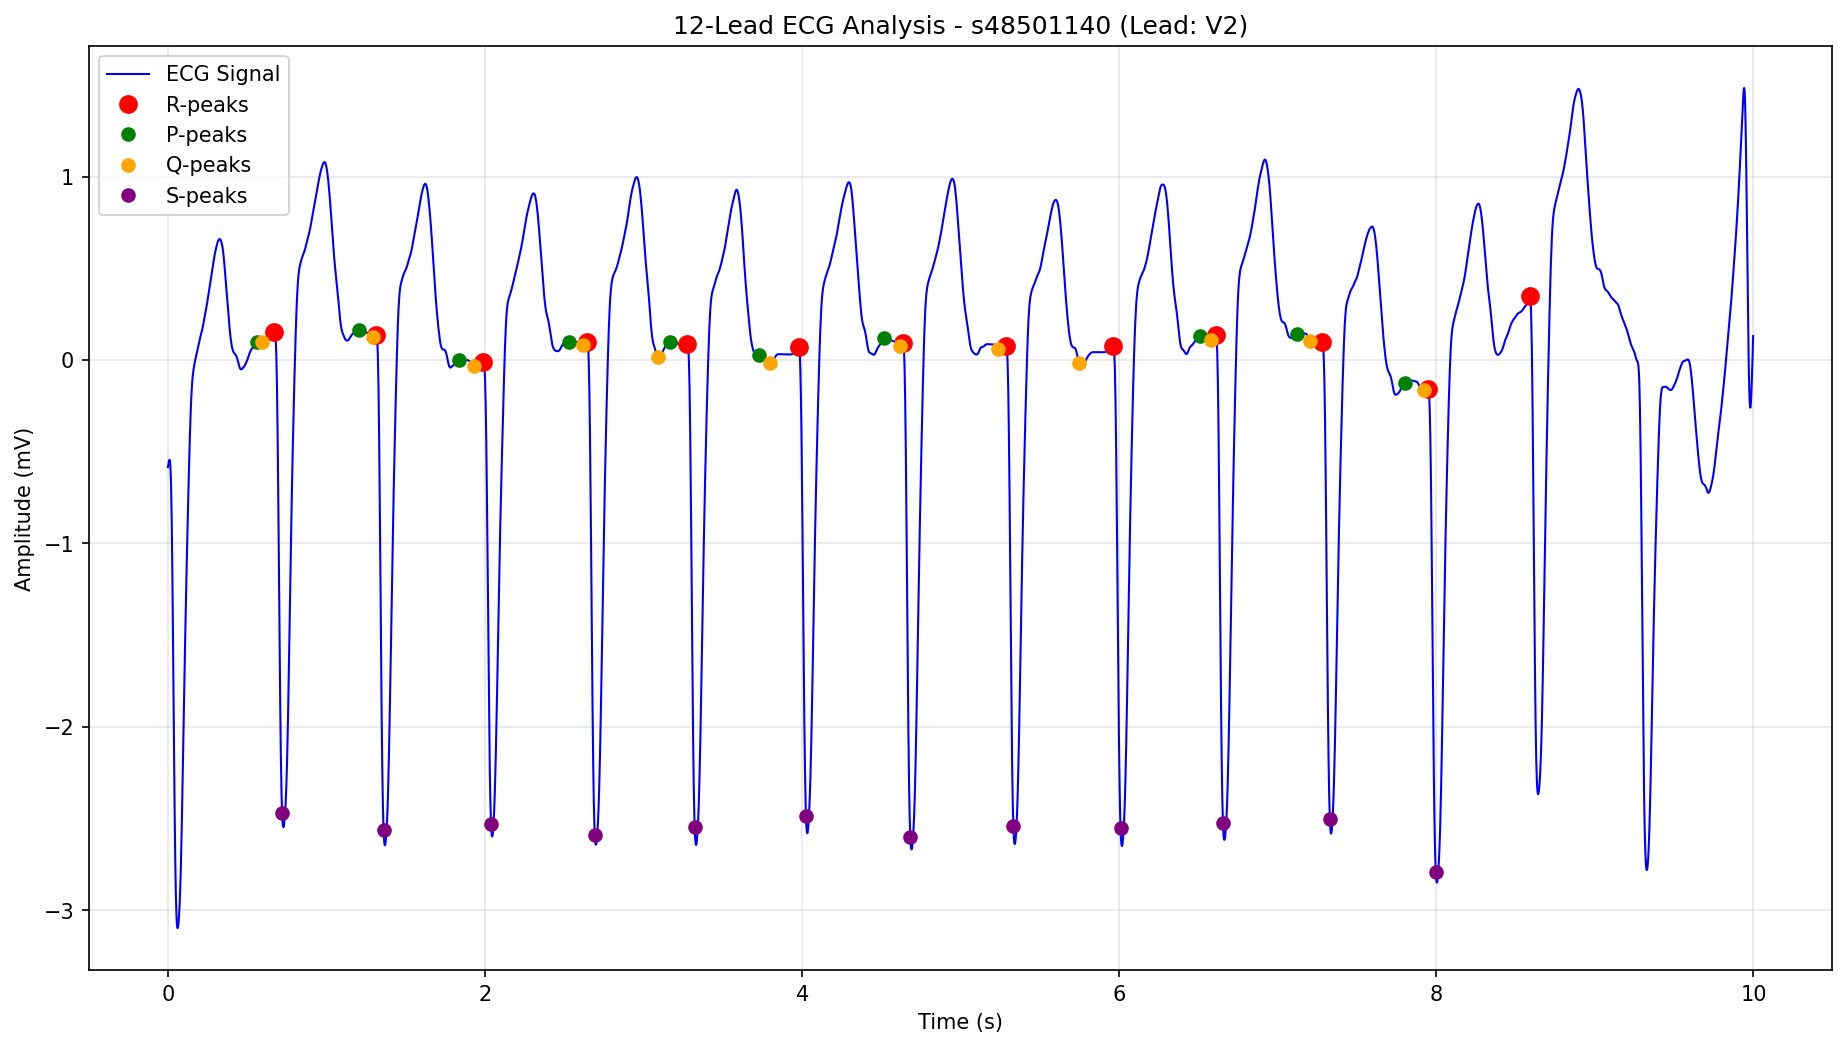 12-Lead ECG Analysis - s48501140 (Lead: V2)
ECG Signal
R-peaks
P-peaks
Q-peaks
S-peaks
Amplitude (mV)
1
0
−1
−2
−3
0 2 4 6 8 10
Time (s)